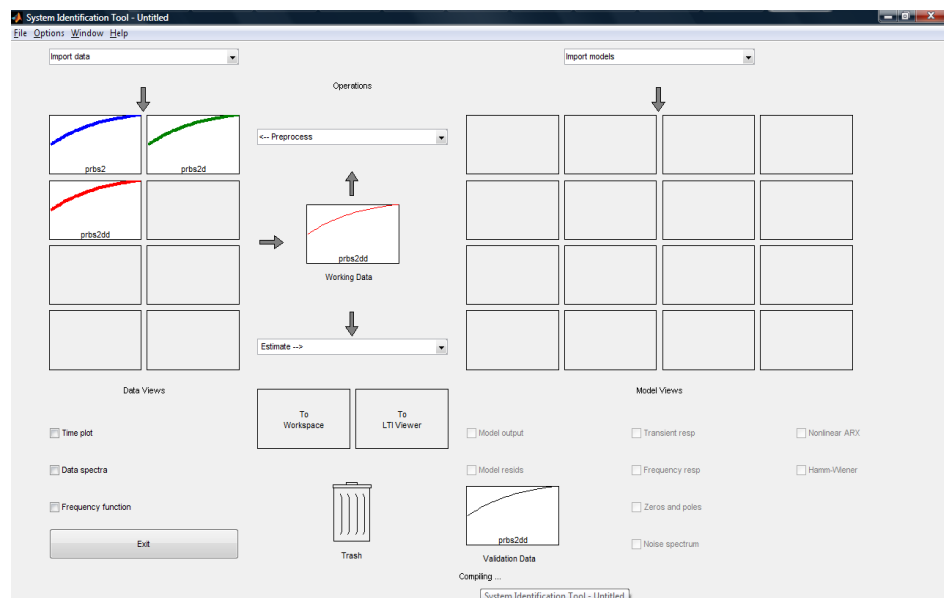 System Identification Tool - Untitled
File Options Window Help
Import data
Import models
Operations
<-- Preprocess
prbs2
prbs2d
prbs2dd
prbs2dd
Working Data
Estimate -->
Data Views
Model Views
To
Workspace
To
LTI Viewer
Time plot
Data spectra
Frequency function
Exit
Model output
Transient resp
Nonlinear ARX
Model resids
Frequency resp
Hamm-Wiener
Zeros and poles
Noise spectrum
Trash
prbs2dd
Validation Data
Compiling ...
System Identification Tool - Untitled